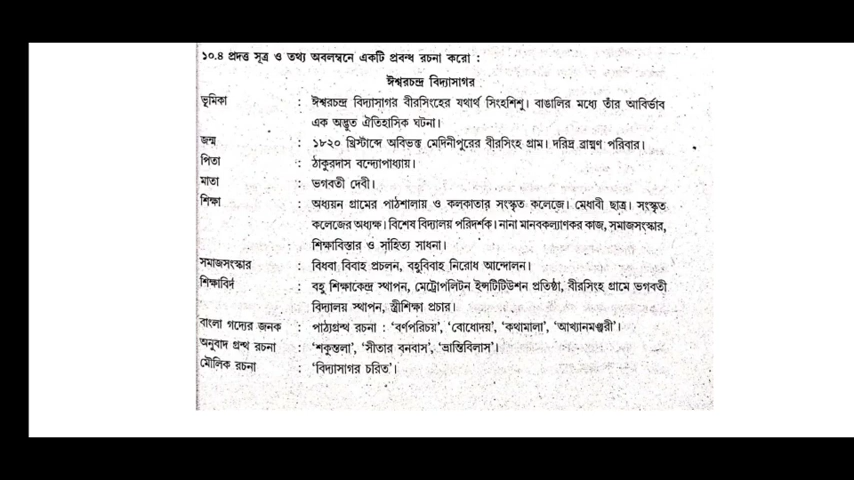 ১০.৪ প্রদত্ত সূত্র ও তথ্য অবলম্বনে একটি প্রবন্ধ রচনা করো :
ঈশ্বরচন্দ্র বিদ্যাসাগর
ভূমিকা : ঈশ্বরচন্দ্র বিদ্যাসাগর বীরসিংহের যথার্থ সিংহশিশু। বাঙালির মধ্যে তাঁর আবির্ভাব
এক অদ্ভূত ঐতিহাসিক ঘটনা।
জন্ম : ১৮২০ খ্রিস্টাব্দে অবিভক্ত মেদিনীপুরের বীরসিংহ গ্রাম। দরিদ্র ব্রাহ্মণ পরিবার।
পিতা : ঠাকুরদাস বন্দ্যোপাধ্যায়।
মাতা : ভগবতী দেবী।
শিক্ষা : অধ্যয়ন গ্রামের পাঠশালায় ও কলকাতার সংস্কৃত কলেজে। মেধাবী ছাত্র। সংস্কৃত
কলেজের অধ্যক্ষ। বিশেষ বিদ্যালয় পরিদর্শক। নানা মানবকল্যাণকর কাজ, সমাজসংস্কার,
শিক্ষাবিস্তার ও সাহিত্য সাধনা।
সমাজসংস্কার : বিধবা বিবাহ প্রচলন, বহুবিবাহ নিরোধ আন্দোলন।
শিক্ষাবিদ : বহু শিক্ষাকেন্দ্র স্থাপন, মেট্রোপলিটন ইন্সটিটিউশন প্রতিষ্ঠা, বীরসিংহ গ্রামে ভগবতী
বিদ্যালয় স্থাপন, স্ত্রীশিক্ষা প্রচার।
বাংলা গদ্যের জনক : পাঠ্যগ্রন্থ রচনা : ‘বর্ণপরিচয়’, ‘বোধোদয়’, ‘কথামালা’, ‘আখ্যানমঞ্জরী’।
অনুবাদ গ্রন্থ রচনা : ‘শকুন্তলা’, ‘সীতার বনবাস’, ‘ভ্রান্তিবিলাস’।
মৌলিক রচনা : ‘বিদ্যাসাগর চরিত’।